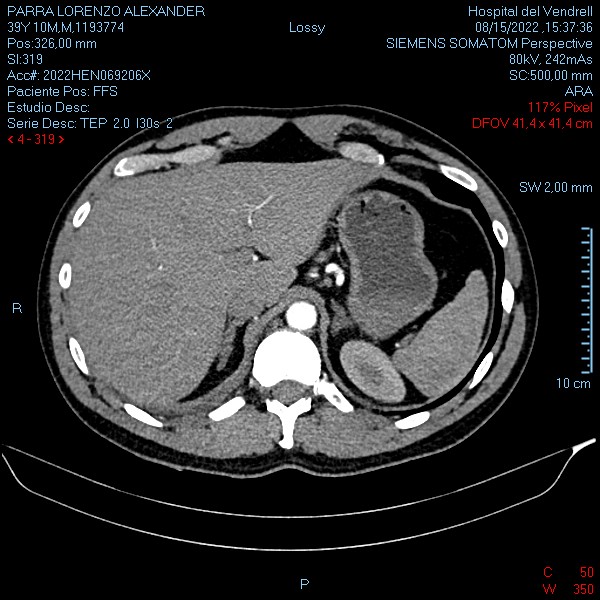 PARRA LORENZO ALEXANDER
39Y 10M,M,1193774
Pos:326,00 mm
SI:319
Acc#: 2022HEN069206X
Paciente Pos: FFS
Estudio Desc:
Serie Desc: TEP 2.0 I30s 2
< 4 - 319 >
Lossy
Hospital del Vendrell
08/15/2022 ,15:37:36
SIEMENS SOMATOM Perspective
80kV, 242mAs
SC:500,00 mm
ARA
117% Pixel
DFOV 41,4 x 41,4 cm
SW 2,00 mm
R
10 cm
P
C 50
W 350